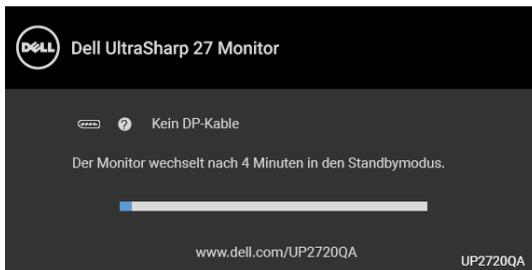 DELL Dell UltraSharp 27 Monitor
Kein DP-Kable
Der Monitor wechselt nach 4 Minuten in den Standbymodus.
www.dell.com/UP2720QA
UP2720QA